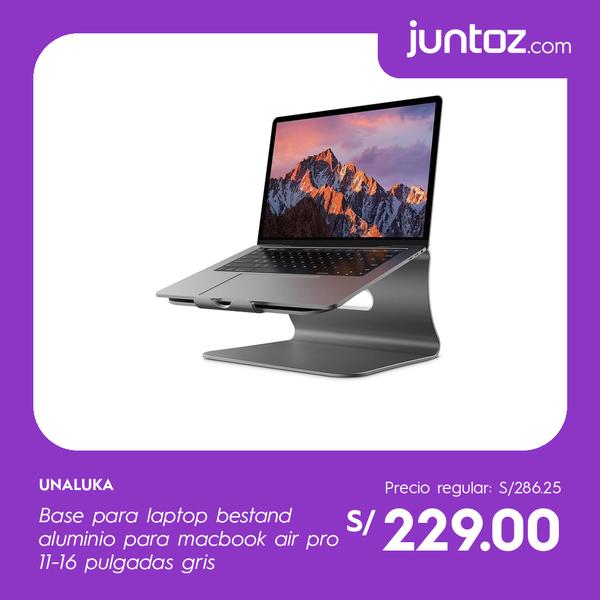 juntoz.com
UNALUKA
Base para laptop bestand
aluminio para macbook air pro
11-16 pulgadas gris
Precio regular: S/286.25
S/ 229.00